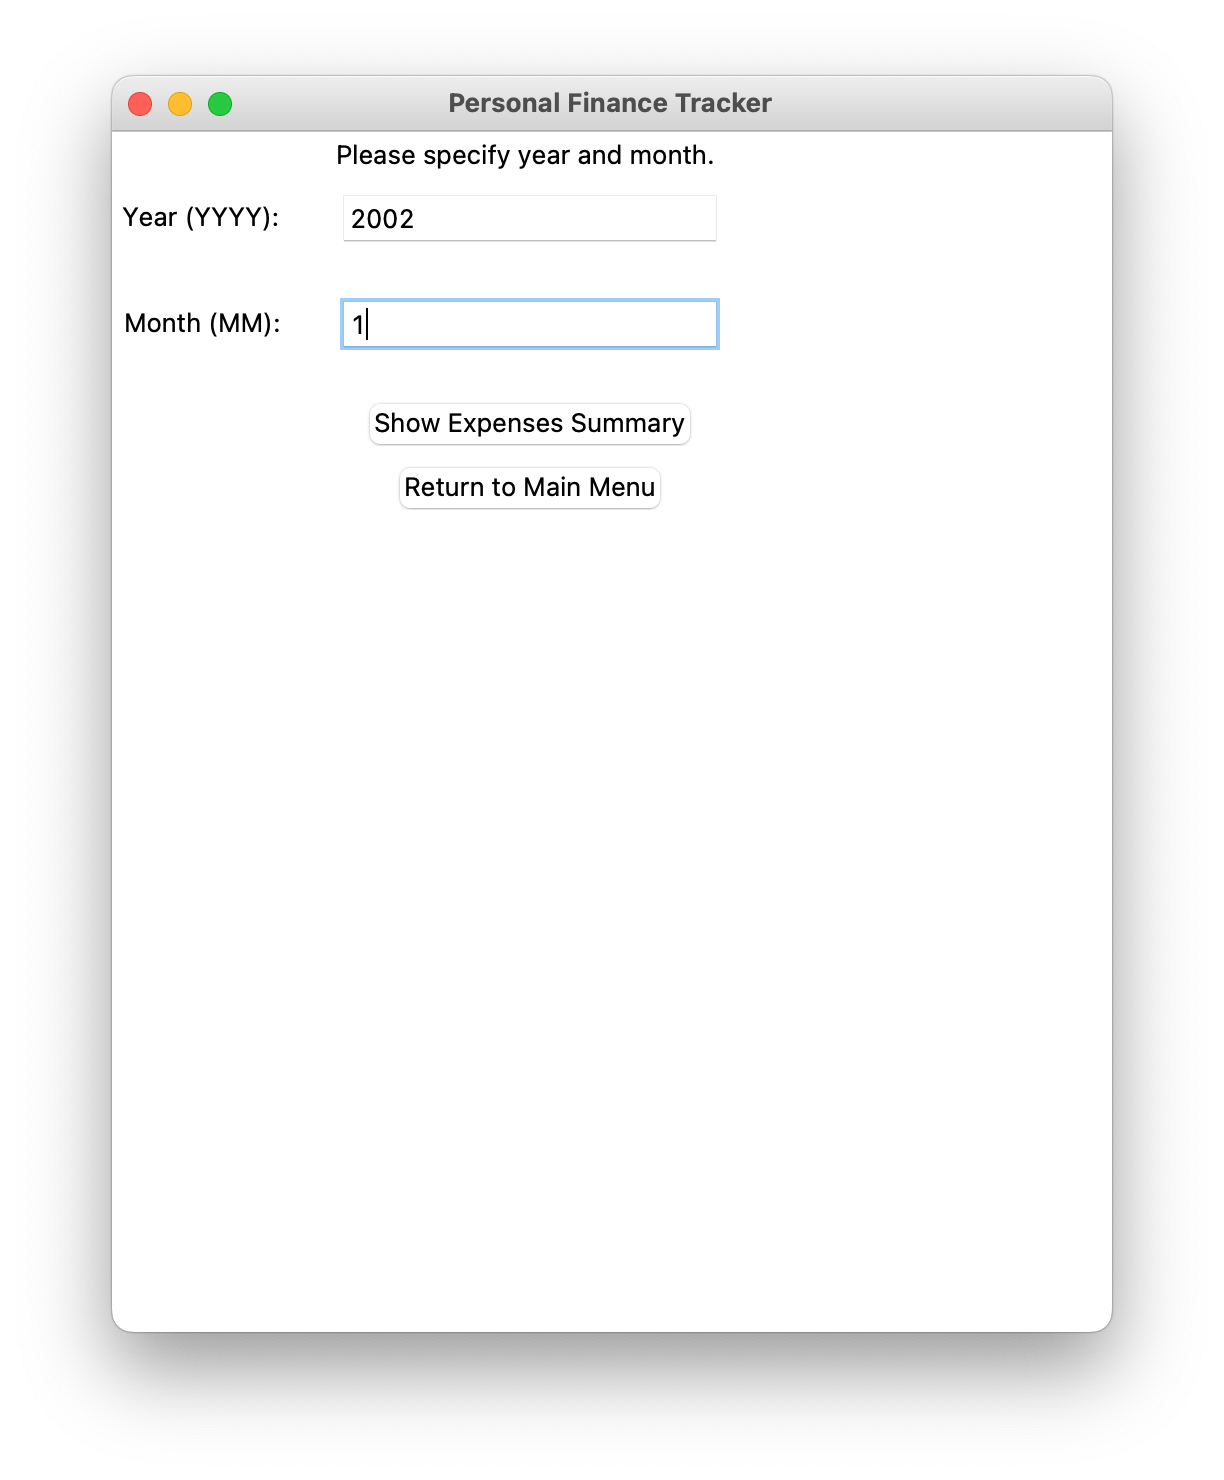 Personal Finance Tracker
Please specify year and month.
Year (YYYY): 2002
Month (MM): 1
Show Expenses Summary
Return to Main Menu